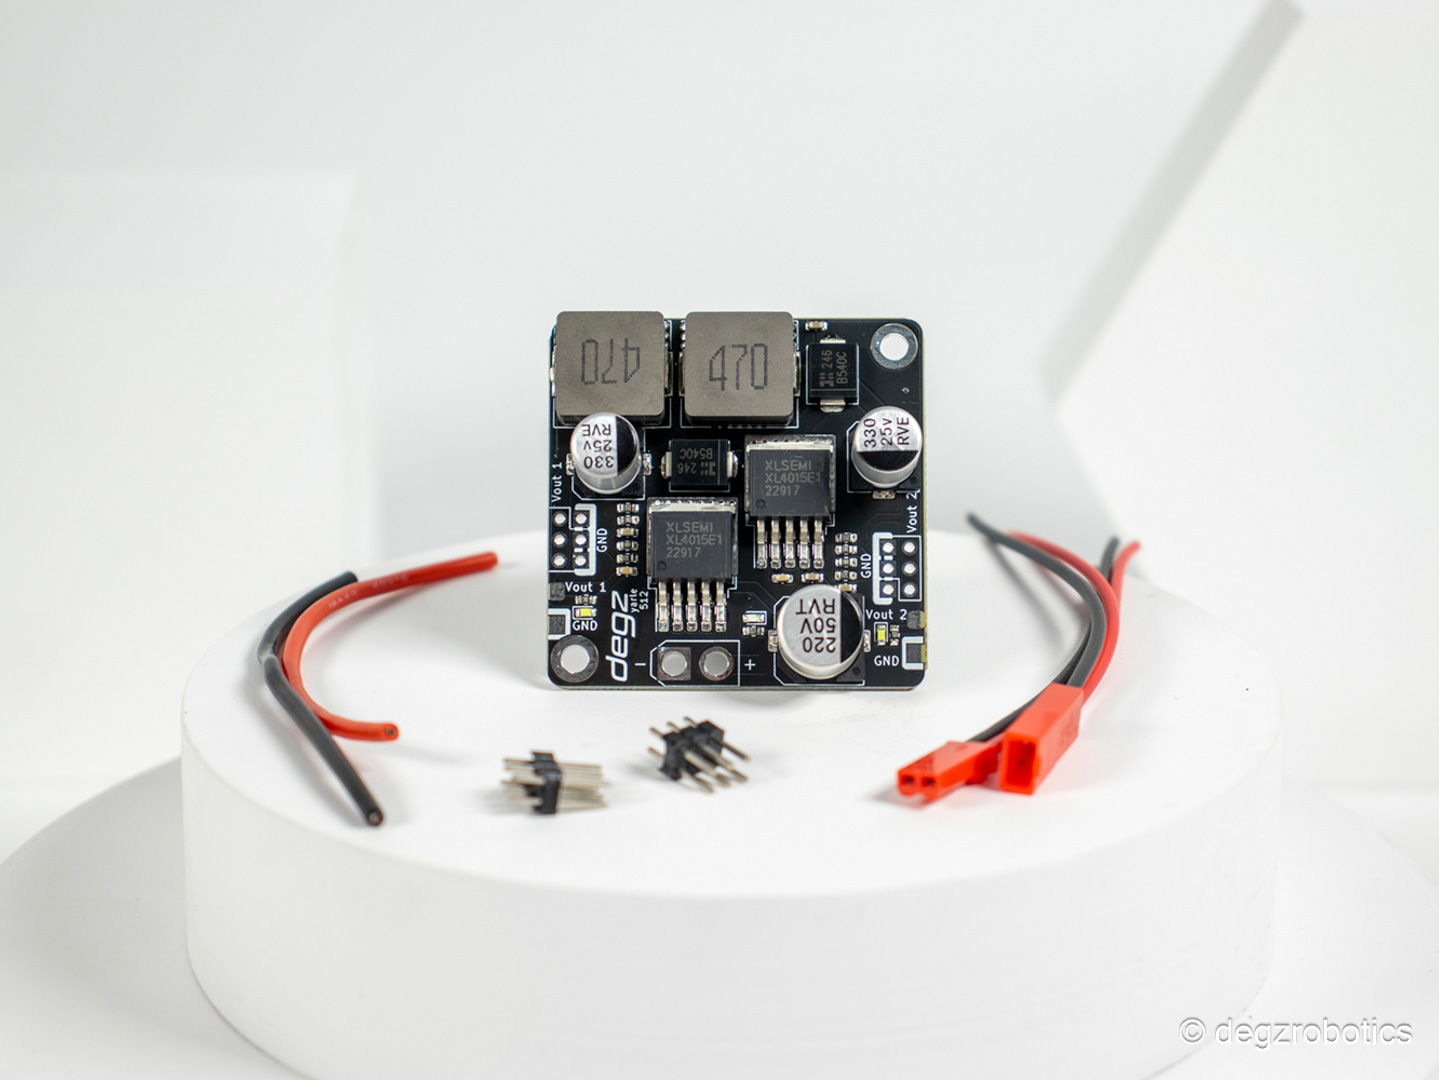 470
470
246
B540C
330
25V
RVE
330
25V
RVE
246
B540C
XLSEMI
XL4015E1
22917
Vout 1
Vout 2
XLSEMI
XL4015E1
22917
GND
GND
Vout 1
GND
degz
yarle
512
220
50V
RVT
Vout 2
GND
-
+
© degzrobotics